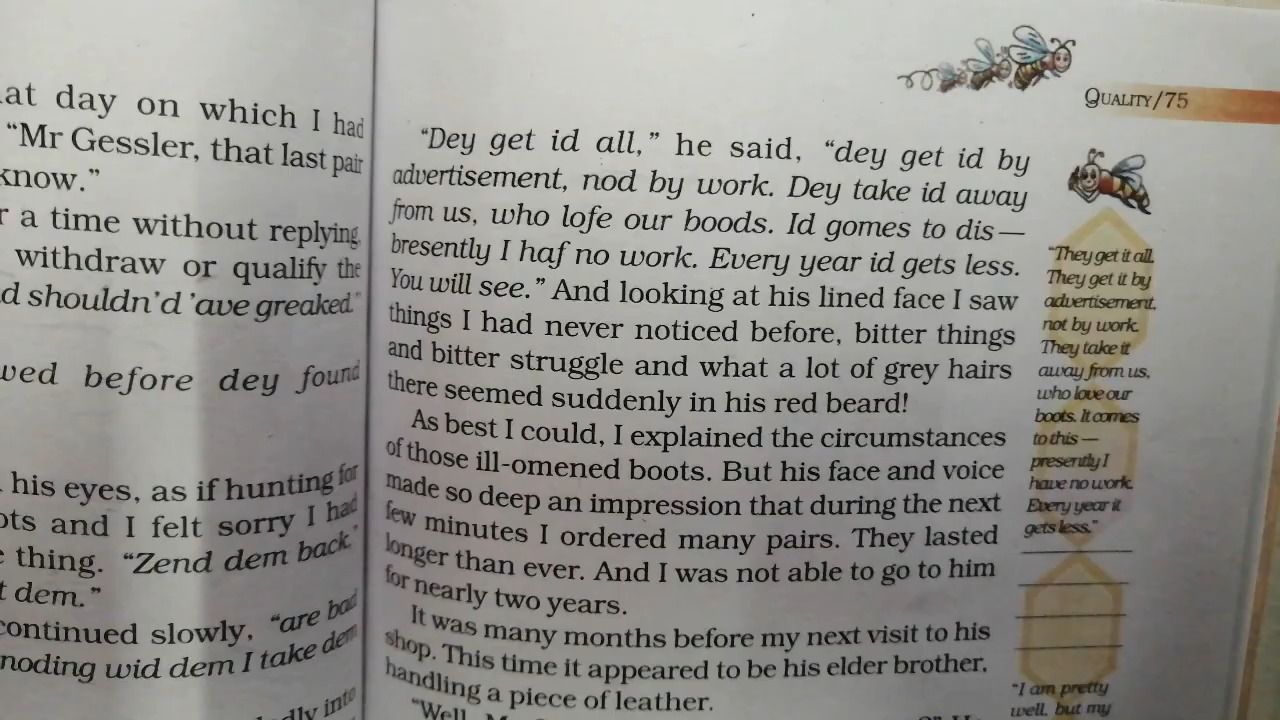 at day on which I had
"Mr Gessler, that last pair
know."
r a time without replying,
withdraw or qualify the
d shouldn'd 'ave greaked."
wed before dey found
his eyes, as if hunting for
ots and I felt sorry I had
e thing. "Zend dem back,"
t dem."
continued slowly, "are bad
noding wid dem I take dem
dly into
QUALITY/75
"Dey get id all," he said, "dey get id by
advertisement, nod by work. Dey take id away
from us, who lofe our boods. Id gomes to dis—
bresently I haf no work. Every year id gets less.
You will see." And looking at his lined face I saw
things I had never noticed before, bitter things
and bitter struggle and what a lot of grey hairs
there seemed suddenly in his red beard!
As best I could, I explained the circumstances
of those ill-omened boots. But his face and voice
made so deep an impression that during the next
few minutes I ordered many pairs. They lasted
longer than ever. And I was not able to go to him
for nearly two years.
It was many months before my next visit to his
shop. This time it appeared to be his elder brother,
handling a piece of leather.
"Well,
"They get it all.
They get it by
advertisement,
not by work.
They take it
away from us,
who love our
boots. It comes
to this —
presently I
have no work.
Every year it
gets less."
"I am pretty
well, but my